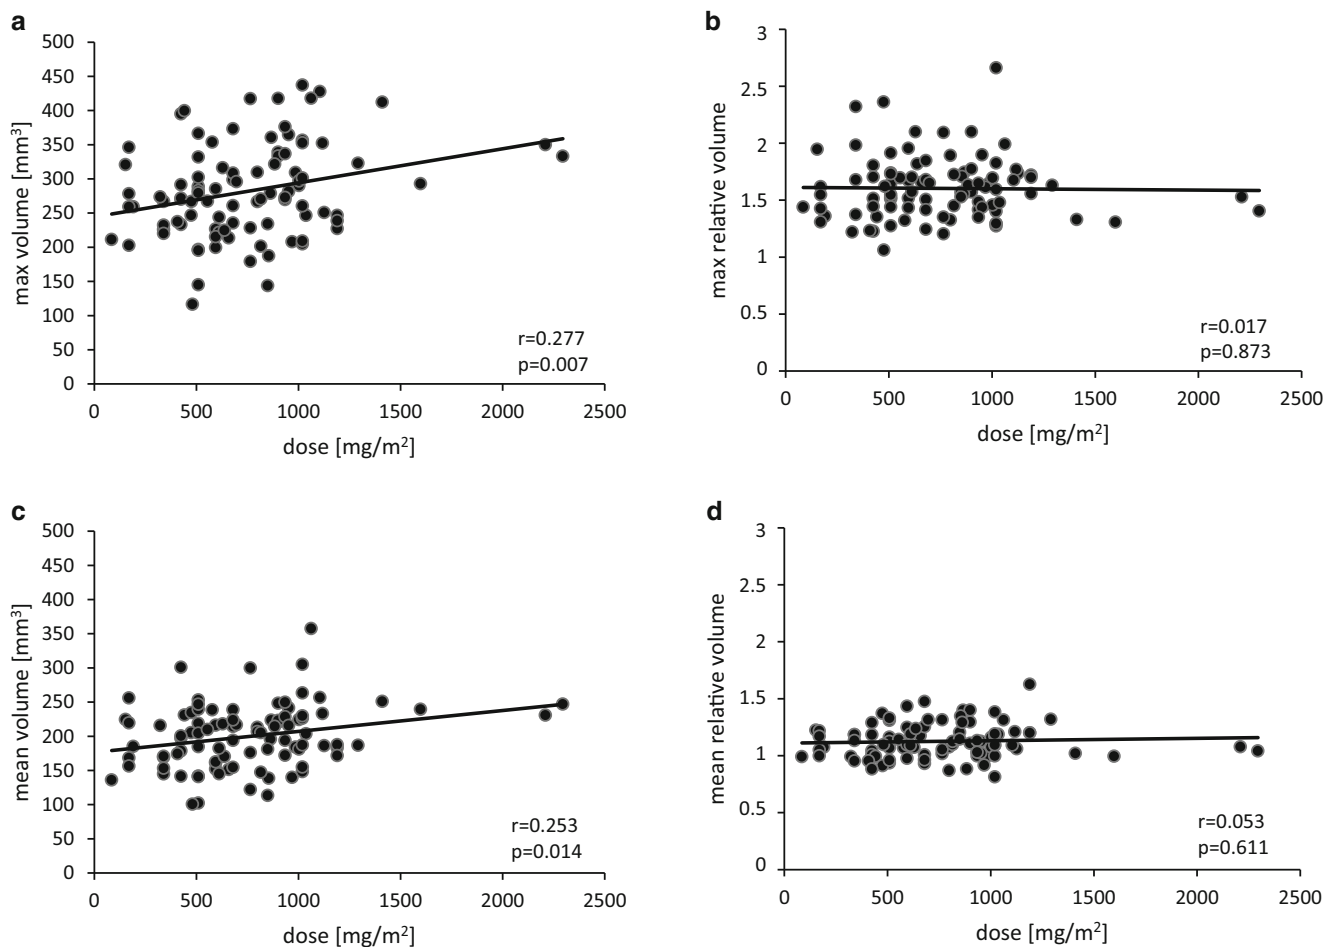 a
max volume [mm³]
500
450
400
350
300
250
200
150
100
50
0
r=0.277
p=0.007
0 500 1000 1500 2000 2500
dose [mg/m²]
b
max relative volume
3
2.5
2
1.5
1
0.5
0
r=0.017
p=0.873
0 500 1000 1500 2000 2500
dose [mg/m²]
c
mean volume [mm³]
500
450
400
350
300
250
200
150
100
50
0
r=0.253
p=0.014
0 500 1000 1500 2000 2500
dose [mg/m²]
d
mean relative volume
3
2.5
2
1.5
1
0.5
0
r=0.053
p=0.611
0 500 1000 1500 2000 2500
dose [mg/m²]